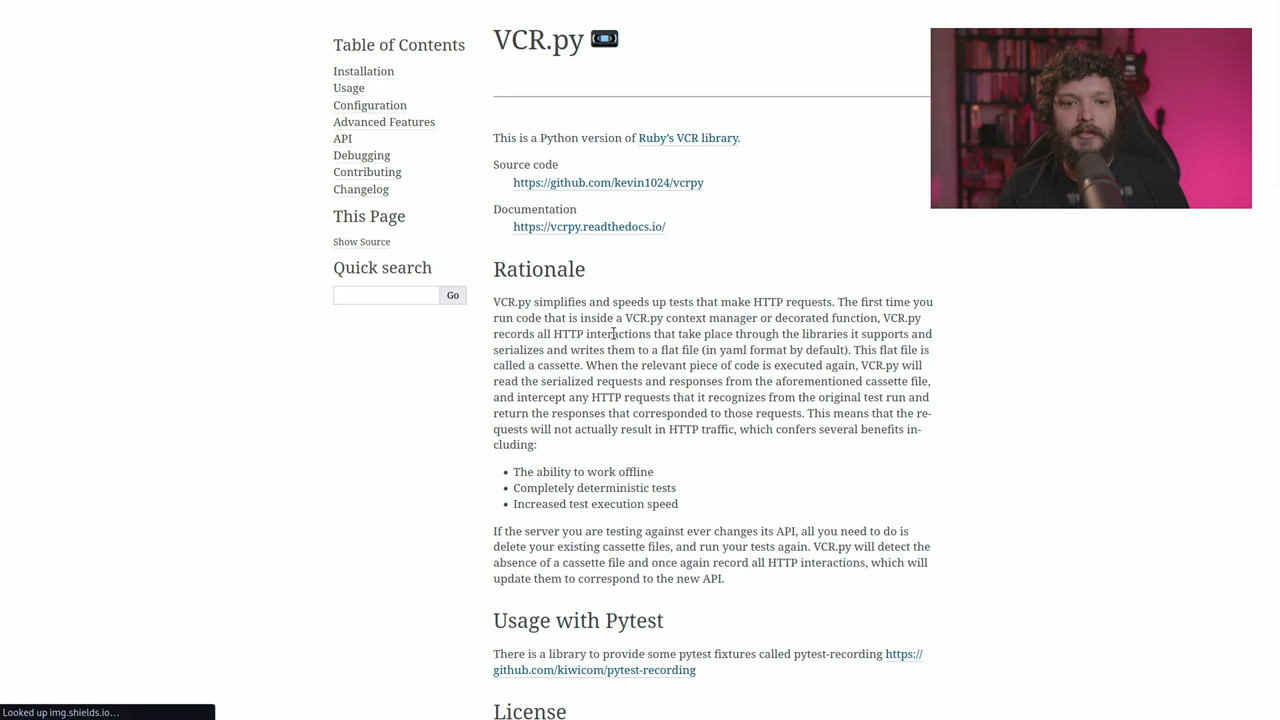 Table of Contents
Installation
Usage
Configuration
Advanced Features
API
Debugging
Contributing
Changelog
This Page
Show Source
Quick search
Go
VCR.py
This is a Python version of Ruby's VCR library.
Source code
https://github.com/kevin1024/vcrpy
Documentation
https://vcrpy.readthedocs.io/
Rationale
VCR.py simplifies and speeds up tests that make HTTP requests. The first time you
run code that is inside a VCR.py context manager or decorated function, VCR.py
records all HTTP interactions that take place through the libraries it supports and
serializes and writes them to a flat file (in yaml format by default). This flat file is
called a cassette. When the relevant piece of code is executed again, VCR.py will
read the serialized requests and responses from the aforementioned cassette file,
and intercept any HTTP requests that it recognizes from the original test run and
return the responses that corresponded to those requests. This means that the re-
quests will not actually result in HTTP traffic, which confers several benefits in-
cluding:
• The ability to work offline
• Completely deterministic tests
• Increased test execution speed
If the server you are testing against ever changes its API, all you need to do is
delete your existing cassette files, and run your tests again. VCR.py will detect the
absence of a cassette file and once again record all HTTP interactions, which will
update them to correspond to the new API.
Usage with Pytest
There is a library to provide some pytest fixtures called pytest-recording https://
github.com/kiwicom/pytest-recording
License
Looked up img.shields.io…